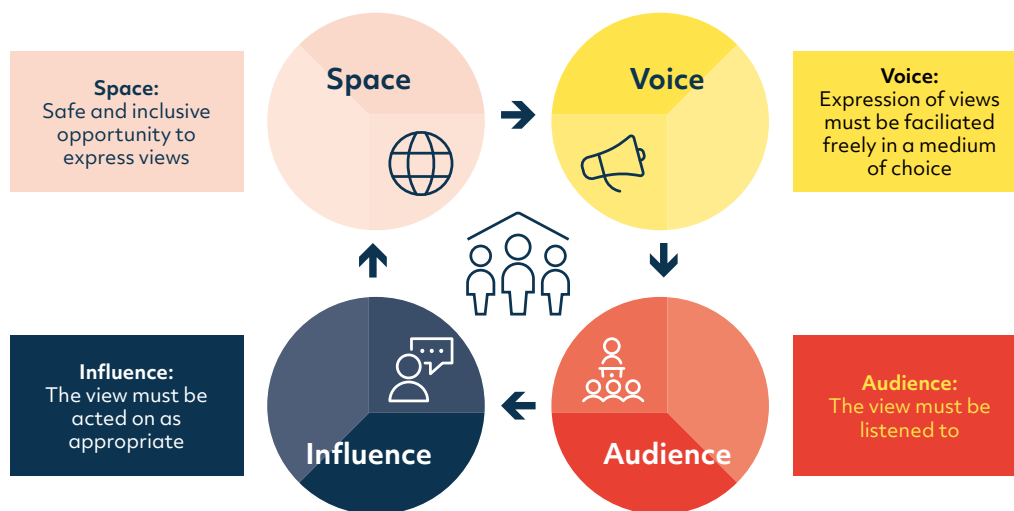 Space:
Safe and inclusive
opportunity to
express views
Space
Voice
Voice:
Expression of views
must be faciliated
freely in a medium
of choice
Influence:
The view must be
acted on as
appropriate
Influence
Audience
Audience:
The view must be
listened to